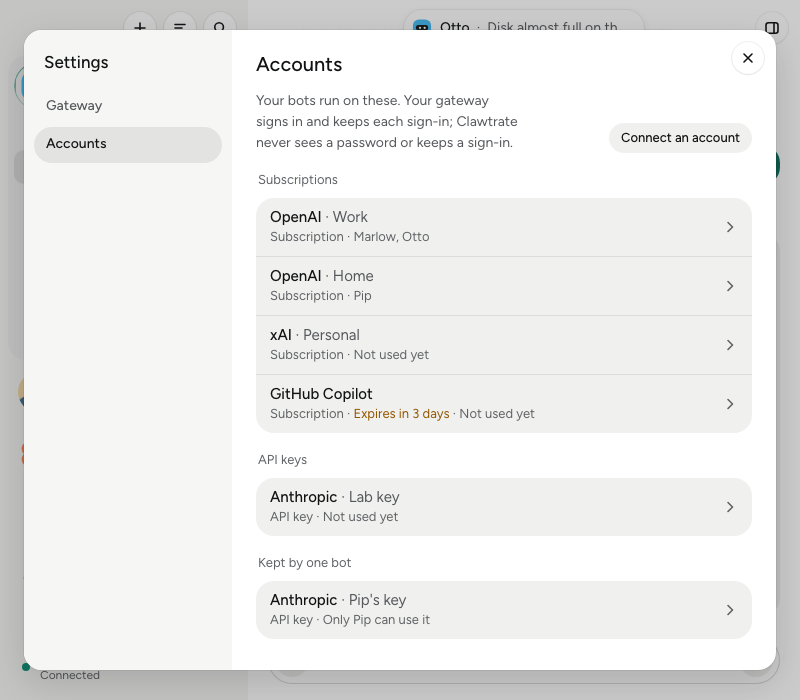 Otto · Disk almost full on th
Settings
Gateway
Accounts
Accounts
Your bots run on these. Your gateway
signs in and keeps each sign-in; Clawtrate
never sees a password or keeps a sign-in.
Connect an account
Subscriptions
OpenAI · Work
Subscription · Marlow, Otto
OpenAI · Home
Subscription · Pip
xAI · Personal
Subscription · Not used yet
GitHub Copilot
Subscription · Expires in 3 days · Not used yet
API keys
Anthropic · Lab key
API key · Not used yet
Kept by one bot
Anthropic · Pip's key
API key · Only Pip can use it
Connected